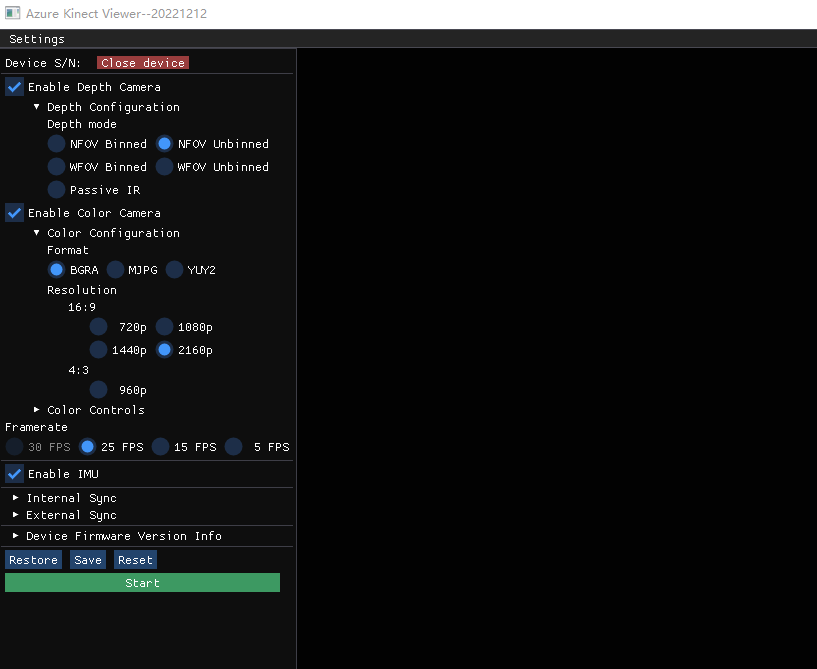 Azure Kinect Viewer--20221212
Settings
Device S/N: Close device
Enable Depth Camera
Depth Configuration
Depth mode
NFOV Binned NFOV Unbinned
WFOV Binned WFOV Unbinned
Passive IR
Enable Color Camera
Color Configuration
Format
BGRA MJPG YUY2
Resolution
16:9
720p 1080p
1440p 2160p
4:3
960p
Color Controls
Framerate
30 FPS 25 FPS 15 FPS 5 FPS
Enable IMU
Internal Sync
External Sync
Device Firmware Version Info
Restore Save Reset
Start